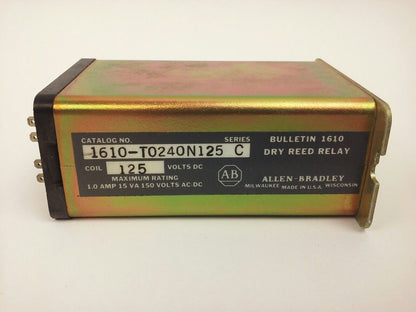 CATALOG NO. SERIES BULLETIN 1610
1610-T0240N125 C DRY REED RELAY
COIL 125 VOLTS DC
MAXIMUM RATING
1.0 AMP 15 VA 150 VOLTS AC-DC
AB
ALLEN-BRADLEY
MILWAUKEE MADE IN U.S.A. WISCONSIN